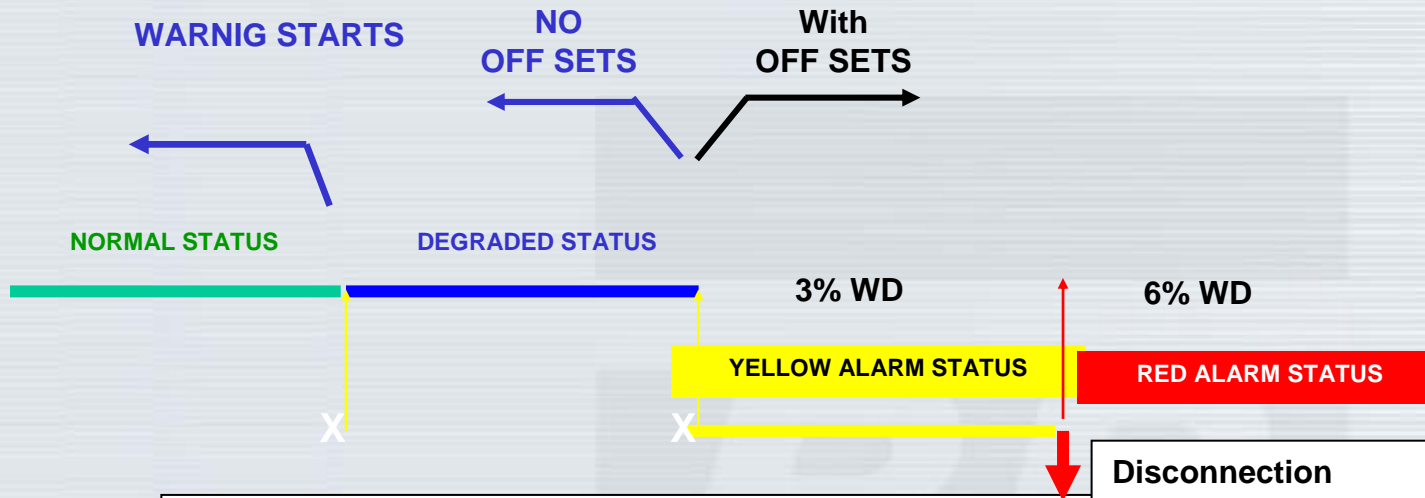 WARNIG STARTS
NO
OFF SETS
With
OFF SETS
NORMAL STATUS
DEGRADED STATUS
3% WD
6% WD
YELLOW ALARM STATUS
RED ALARM STATUS
X
X
Disconnection